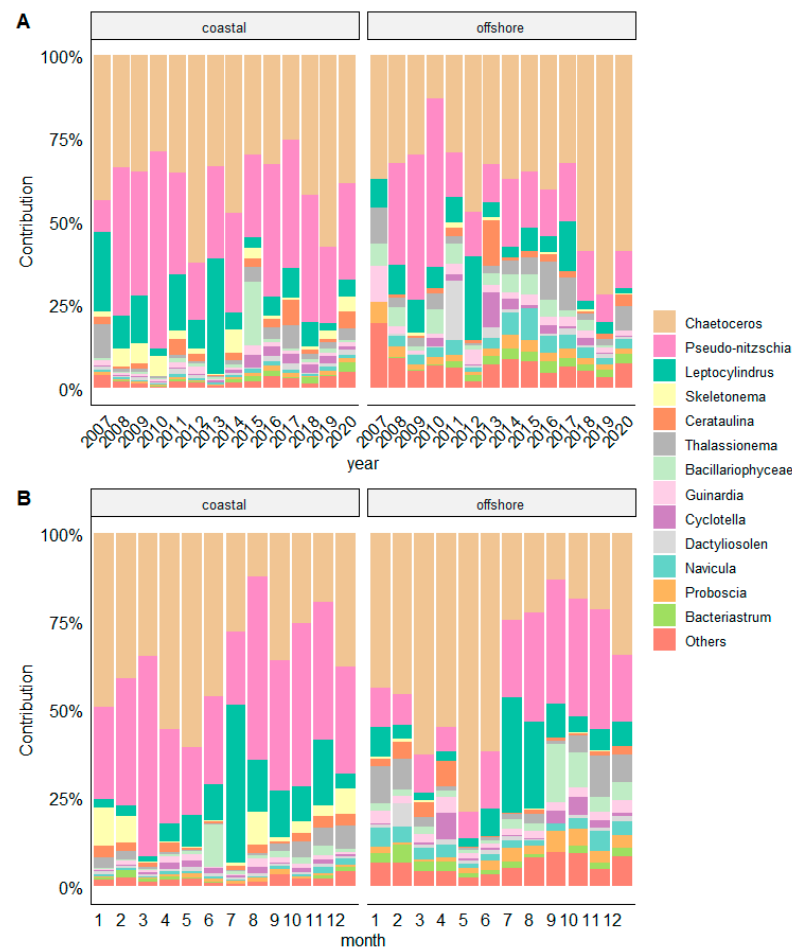 A
coastal
offshore
100%
75%
50%
25%
0%
Contribution
2007 2008 2009 2010 2011 2012 2013 2014 2015 2016 2017 2018 2019 2020
2007 2008 2009 2010 2011 2012 2013 2014 2015 2016 2017 2018 2019 2020
year
Chaetoceros
Pseudo-nitzschia
Leptocylindrus
Skeletonema
Cerataulina
Thalassionema
Bacillariophyceae
Guinardia
Cyclotella
Dactyliosolen
Navicula
Proboscia
Bacteriastrum
Others
B
coastal
offshore
100%
75%
50%
25%
0%
Contribution
1 2 3 4 5 6 7 8 9 10 11 12
1 2 3 4 5 6 7 8 9 10 11 12
month